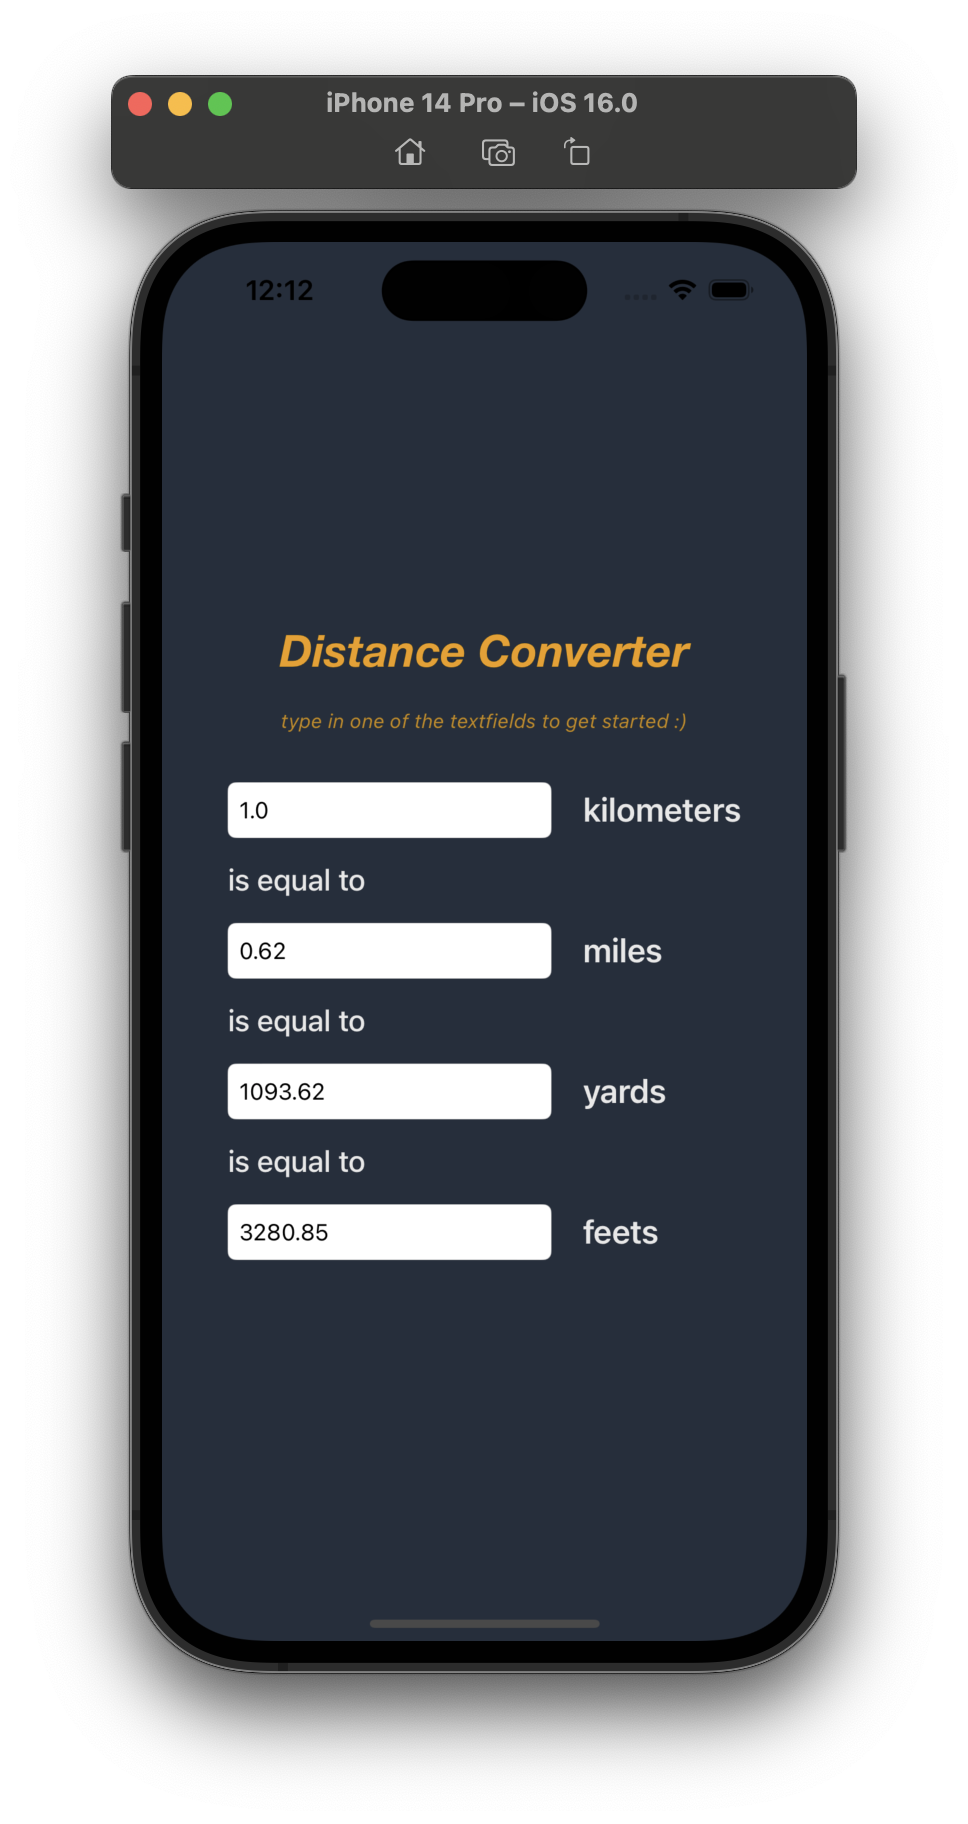 iPhone 14 Pro – iOS 16.0
12:12
Distance Converter
type in one of the textfields to get started :)
1.0 kilometers
is equal to
0.62 miles
is equal to
1093.62 yards
is equal to
3280.85 feets